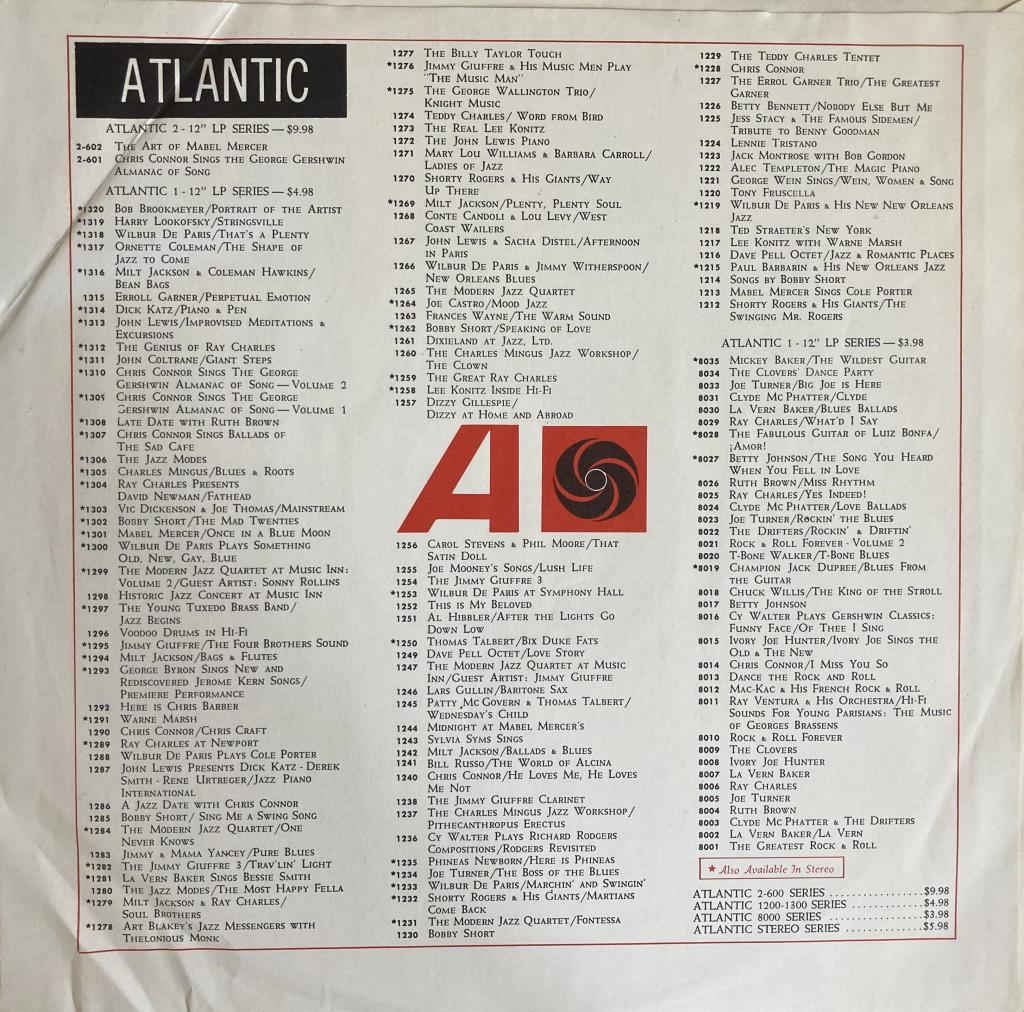 ATLANTIC
ATLANTIC 2 - 12" LP SERIES — $9.98
2-602 The Art of Mabel Mercer
2-601 Chris Connor Sings the George Gershwin
Almanac of Song
ATLANTIC 1 - 12" LP SERIES — $4.98
*1320 Bob Brookmeyer/Portrait of the Artist
*1319 Harry Lookofsky/Stringsville
*1318 Wilbur De Paris/That's a Plenty
*1317 Ornette Coleman/The Shape of
Jazz to Come
*1316 Milt Jackson & Coleman Hawkins/
Bean Bags
1315 Erroll Garner/Perpetual Emotion
*1314 Dick Katz/Piano & Pen
*1313 John Lewis/Improvised Meditations &
Excursions
*1312 The Genius of Ray Charles
*1311 John Coltrane/Giant Steps
*1310 Chris Connor Sings The George
Gershwin Almanac of Song — Volume 2
*1309 Chris Connor Sings The George
Gershwin Almanac of Song — Volume 1
*1308 Late Date with Ruth Brown
*1307 Chris Connor Sings Ballads of
The Sad Cafe
*1306 The Jazz Modes
*1305 Charles Mingus/Blues & Roots
*1304 Ray Charles Presents
David Newman/Fathead
*1303 Vic Dickenson & Joe Thomas/Mainstream
*1302 Bobby Short/The Mad Twenties
*1301 Mabel Mercer/Once in a Blue Moon
*1300 Wilbur De Paris Plays Something
Old, New, Gay, Blue
*1299 The Modern Jazz Quartet at Music Inn:
Volume 2/Guest Artist: Sonny Rollins
1298 Historic Jazz Concert at Music Inn
*1297 The Young Tuxedo Brass Band/
Jazz Begins
1296 Voodoo Drums in Hi-Fi
*1295 Jimmy Giuffre/The Four Brothers Sound
*1294 Milt Jackson/Bags & Flutes
*1293 George Byron Sings New and
Rediscovered Jerome Kern Songs/
Premiere Performance
1292 Here is Chris Barber
*1291 Warne Marsh
1290 Chris Connor/Chris Craft
*1289 Ray Charles at Newport
1288 Wilbur De Paris Plays Cole Porter
1287 John Lewis Presents Dick Katz - Derek
Smith - Rene Urtreger/Jazz Piano
International
1286 A Jazz Date with Chris Connor
1285 Bobby Short/ Sing Me a Swing Song
*1284 The Modern Jazz Quartet/One
Never Knows
1283 Jimmy & Mama Yancey/Pure Blues
*1282 The Jimmy Giuffre 3/Trav'lin' Light
*1281 La Vern Baker Sings Bessie Smith
1280 The Jazz Modes/The Most Happy Fella
*1279 Milt Jackson & Ray Charles/
Soul Brothers
*1278 Art Blakey's Jazz Messengers with
Thelonious Monk
1277 The Billy Taylor Touch
*1276 Jimmy Giuffre & His Music Men Play
"The Music Man"
*1275 The George Wallington Trio/
Knight Music
1274 Teddy Charles/ Word from Bird
1273 The Real Lee Konitz
1272 The John Lewis Piano
1271 Mary Lou Williams & Barbara Carroll/
Ladies of Jazz
1270 Shorty Rogers & His Giants/Way
Up There
*1269 Milt Jackson/Plenty, Plenty Soul
1268 Conte Candoli & Lou Levy/West
Coast Wailers
1267 John Lewis & Sacha Distel/Afternoon
in Paris
1266 Wilbur De Paris & Jimmy Witherspoon/
New Orleans Blues
1265 The Modern Jazz Quartet
*1264 Joe Castro/Mood Jazz
1263 Frances Wayne/The Warm Sound
*1262 Bobby Short/Speaking of Love
1261 Dixieland at Jazz, Ltd.
1260 The Charles Mingus Jazz Workshop/
The Clown
*1259 The Great Ray Charles
*1258 Lee Konitz Inside Hi-Fi
1257 Dizzy Gillespie/
Dizzy at Home and Abroad
A
1256 Carol Stevens & Phil Moore/That
Satin Doll
1255 Joe Mooney's Songs/Lush Life
1254 The Jimmy Giuffre 3
*1253 Wilbur De Paris at Symphony Hall
1252 This is My Beloved
1251 Al Hibbler/After the Lights Go
Down Low
*1250 Thomas Talbert/Bix Duke Fats
1249 Dave Pell Octet/Love Story
1247 The Modern Jazz Quartet at Music
Inn/Guest Artist: Jimmy Giuffre
1246 Lars Gullin/Baritone Sax
1245 Patty Mc Govern & Thomas Talbert/
Wednesday's Child
1244 Midnight at Mabel Mercer's
1243 Sylvia Syms Sings
1242 Milt Jackson/Ballads & Blues
1241 Bill Russo/The World of Alcina
1240 Chris Connor/He Loves Me, He Loves
Me Not
1238 The Jimmy Giuffre Clarinet
1237 The Charles Mingus Jazz Workshop/
Pithecanthropus Erectus
1236 Cy Walter Plays Richard Rodgers
Compositions/Rodgers Revisited
*1235 Phineas Newborn/Here is Phineas
*1234 Joe Turner/The Boss of the Blues
*1233 Wilbur De Paris/Marchin' and Swingin'
*1232 Shorty Rogers & His Giants/Martians
Come Back
*1231 The Modern Jazz Quartet/Fontessa
1230 Bobby Short
1229 The Teddy Charles Tentet
*1228 Chris Connor
1227 The Errol Garner Trio/The Greatest
Garner
1226 Betty Bennett/Nobody Else But Me
1225 Jess Stacy & The Famous Sidemen/
Tribute to Benny Goodman
1224 Lennie Tristano
1223 Jack Montrose with Bob Gordon
1222 Alec Templeton/The Magic Piano
1221 George Wein Sings/Wein, Women & Song
1220 Tony Fruscella
*1219 Wilbur De Paris & His New New Orleans
Jazz
1218 Ted Straeter's New York
1217 Lee Konitz with Warne Marsh
1216 Dave Pell Octet/Jazz & Romantic Places
*1215 Paul Barbarin & His New Orleans Jazz
1214 Songs by Bobby Short
1213 Mabel Mercer Sings Cole Porter
1212 Shorty Rogers & His Giants/The
Swinging Mr. Rogers
ATLANTIC 1 - 12" LP SERIES — $3.98
*8035 Mickey Baker/The Wildest Guitar
8034 The Clovers' Dance Party
8033 Joe Turner/Big Joe is Here
8031 Clyde Mc Phatter/Clyde
8030 La Vern Baker/Blues Ballads
8029 Ray Charles/What'd I Say
*8028 The Fabulous Guitar of Luiz Bonfa/
¡Amor!
*8027 Betty Johnson/The Song You Heard
When You Fell in Love
8026 Ruth Brown/Miss Rhythm
8025 Ray Charles/Yes Indeed!
8024 Clyde Mc Phatter/Love Ballads
8023 Joe Turner/Rockin' the Blues
8022 The Drifters/Rockin' & Driftin'
8021 Rock & Roll Forever - Volume 2
8020 T-Bone Walker/T-Bone Blues
*8019 Champion Jack Dupree/Blues From
the Guitar
8018 Chuck Willis/The King of the Stroll
8017 Betty Johnson
8016 Cy Walter Plays Gershwin Classics:
Funny Face/Of Thee I Sing
8015 Ivory Joe Hunter/Ivory Joe Sings the
Old & The New
8014 Chris Connor/I Miss You So
8013 Dance the Rock and Roll
8012 Mac-Kac & His French Rock & Roll
8011 Ray Ventura & His Orchestra/Hi-Fi
Sounds For Young Parisians: The Music
of Georges Brassens
8010 Rock & Roll Forever
8009 The Clovers
8008 Ivory Joe Hunter
8007 La Vern Baker
8006 Ray Charles
8005 Joe Turner
8004 Ruth Brown
8003 Clyde Mc Phatter & The Drifters
8002 La Vern Baker/La Vern
8001 The Greatest Rock & Roll
* Also Available In Stereo
ATLANTIC 2-600 SERIES ................$9.98
ATLANTIC 1200-1300 SERIES .............$4.98
ATLANTIC 8000 SERIES .................$3.98
ATLANTIC STEREO SERIES .............$5.98